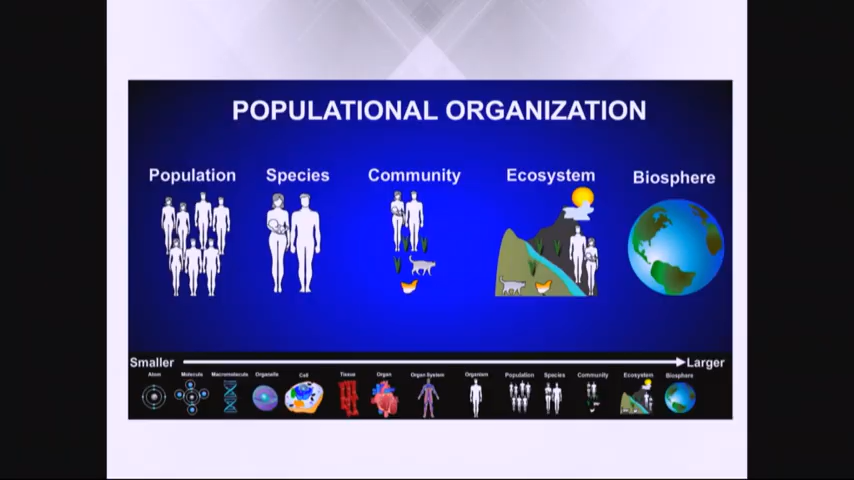 POPULATIONAL ORGANIZATION
Population Species Community Ecosystem Biosphere
Smaller Larger
Atom Molecule Macromolecule Organelle Cell Tissue Organ Organ System Organism Population Species Community Ecosystem Biosphere